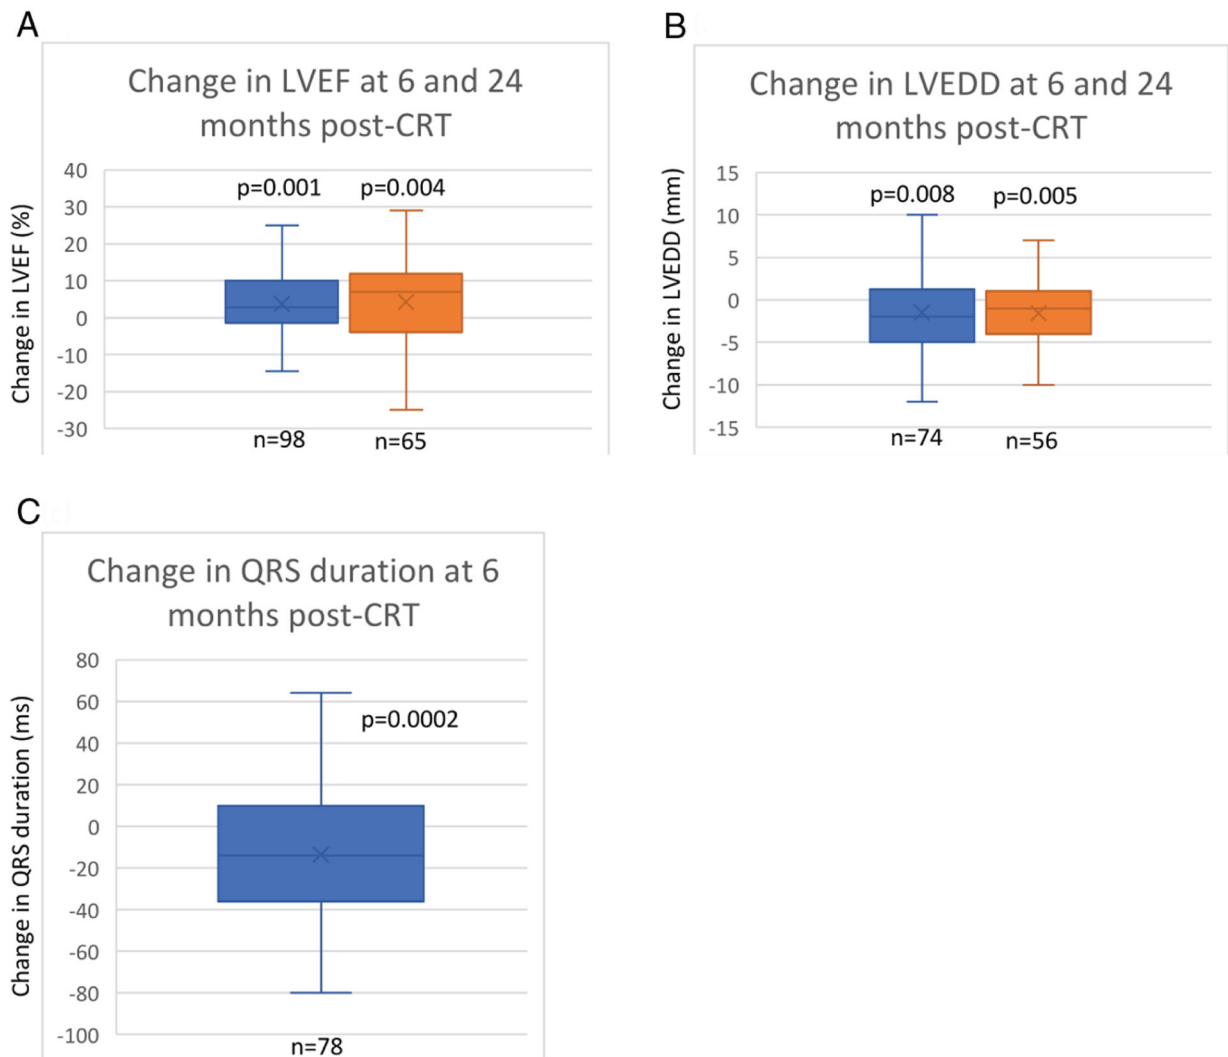 A
Change in LVEF at 6 and 24
months post-CRT
Change in LVEF (%)
40
30
20
10
0
-10
-20
-30
p=0.001
p=0.004
n=98
n=65
B
Change in LVEDD at 6 and 24
months post-CRT
Change in LVEDD (mm)
15
10
5
0
-5
-10
-15
p=0.008
p=0.005
n=74
n=56
C
Change in QRS duration at 6
months post-CRT
Change in QRS duration (ms)
80
60
40
20
0
-20
-40
-60
-80
-100
p=0.0002
n=78